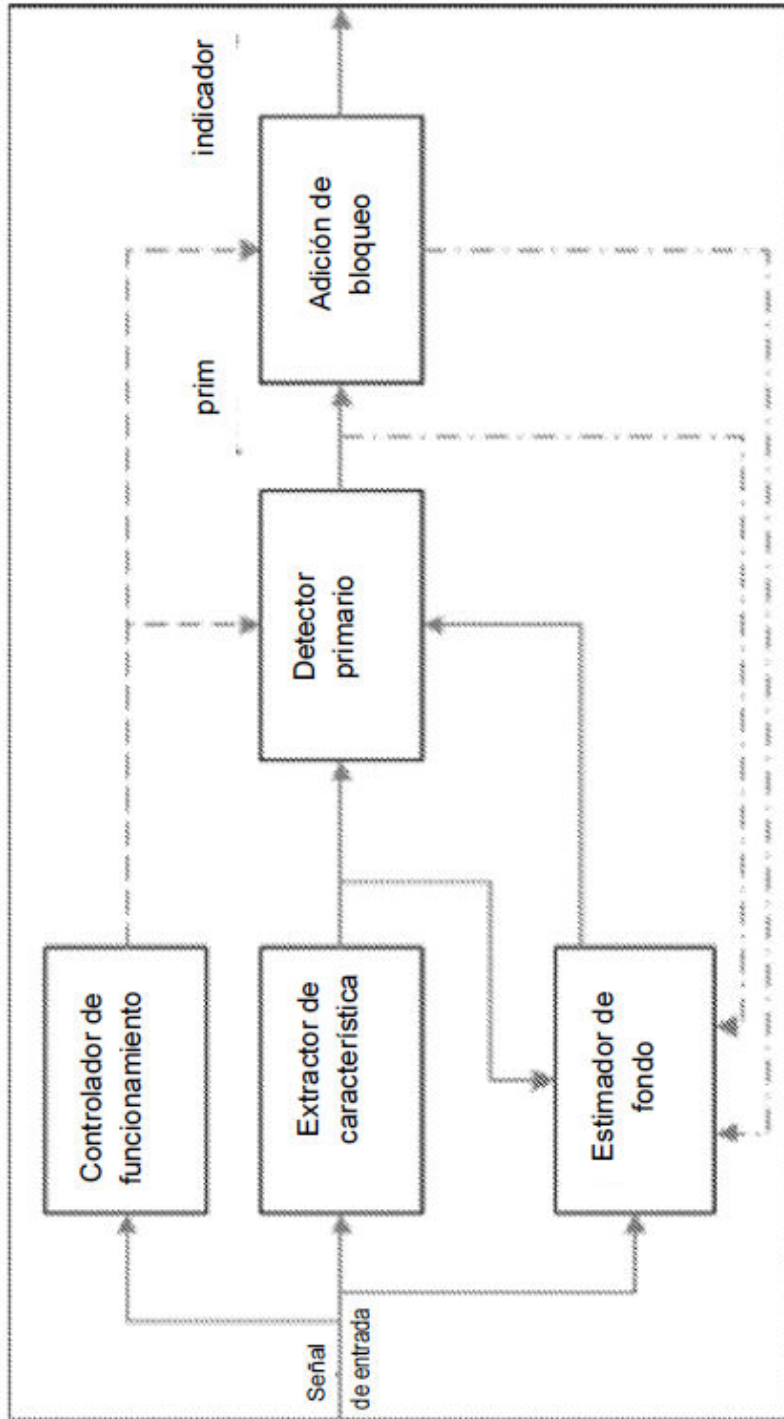 Señal
de entrada
Controlador de
funcionamiento
Extractor de
característica
Estimador de
fondo
Detector
primario
prim
Adición de
bloqueo
indicador